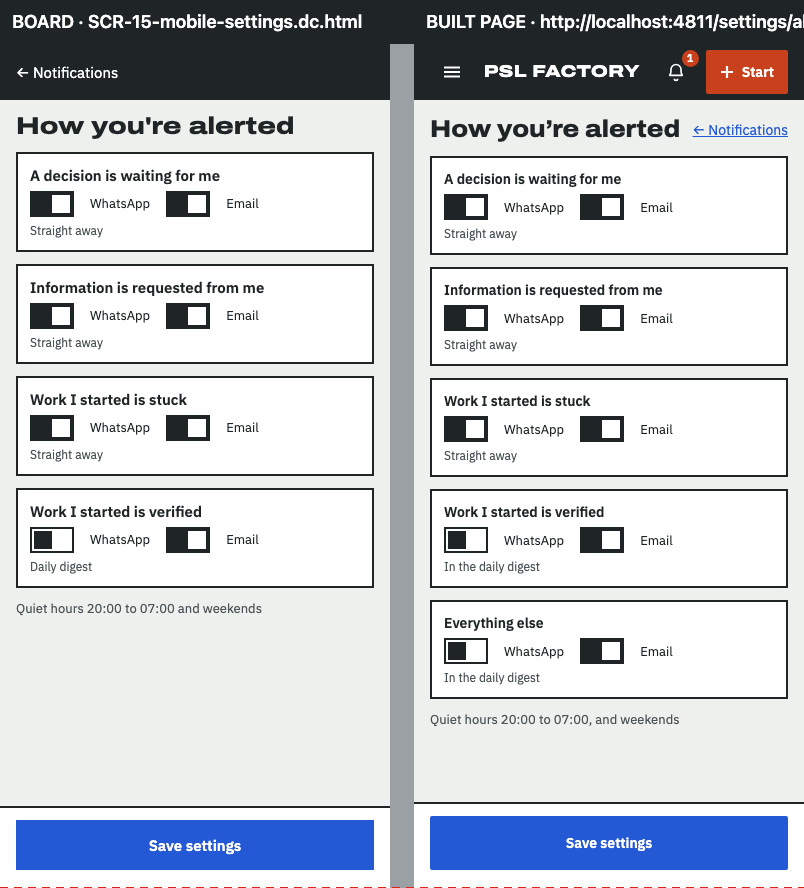 BOARD · SCR-15-mobile-settings.dc.html
← Notifications
How you're alerted
A decision is waiting for me
WhatsApp Email
Straight away
Information is requested from me
WhatsApp Email
Straight away
Work I started is stuck
WhatsApp Email
Straight away
Work I started is verified
WhatsApp Email
Daily digest
Quiet hours 20:00 to 07:00 and weekends
Save settings
BUILT PAGE · http://localhost:4811/settings/
PSL FACTORY
1
+ Start
How you’re alerted
← Notifications
A decision is waiting for me
WhatsApp Email
Straight away
Information is requested from me
WhatsApp Email
Straight away
Work I started is stuck
WhatsApp Email
Straight away
Work I started is verified
WhatsApp Email
In the daily digest
Everything else
WhatsApp Email
In the daily digest
Quiet hours 20:00 to 07:00, and weekends
Save settings